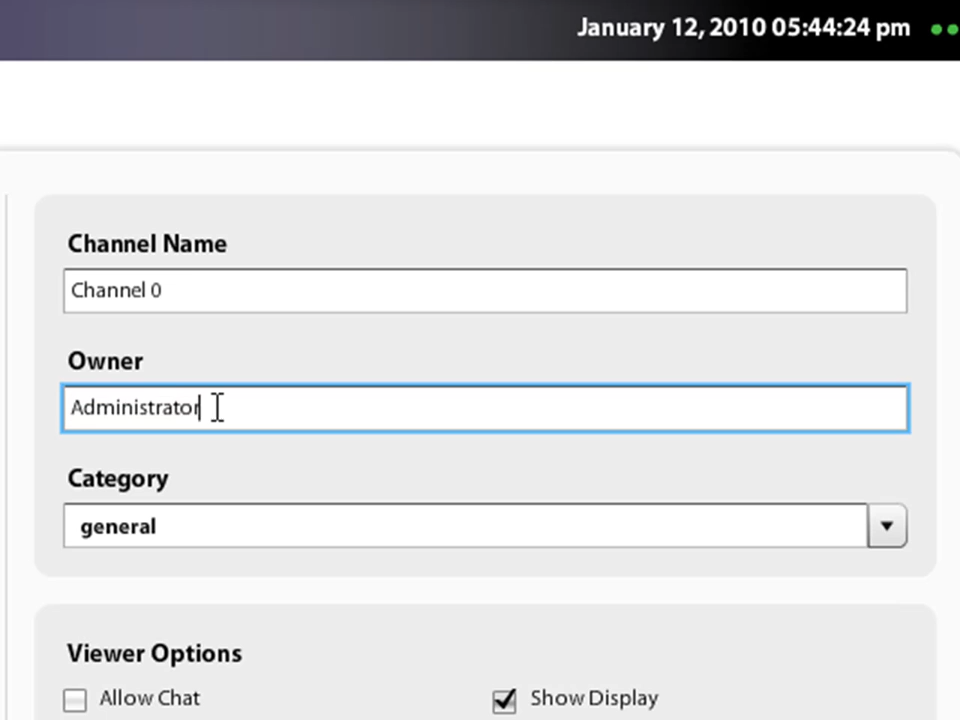 January 12, 2010 05:44:24 pm
Channel Name
Channel 0
Owner
Administrator
Category
general
Viewer Options
Allow Chat
Show Display